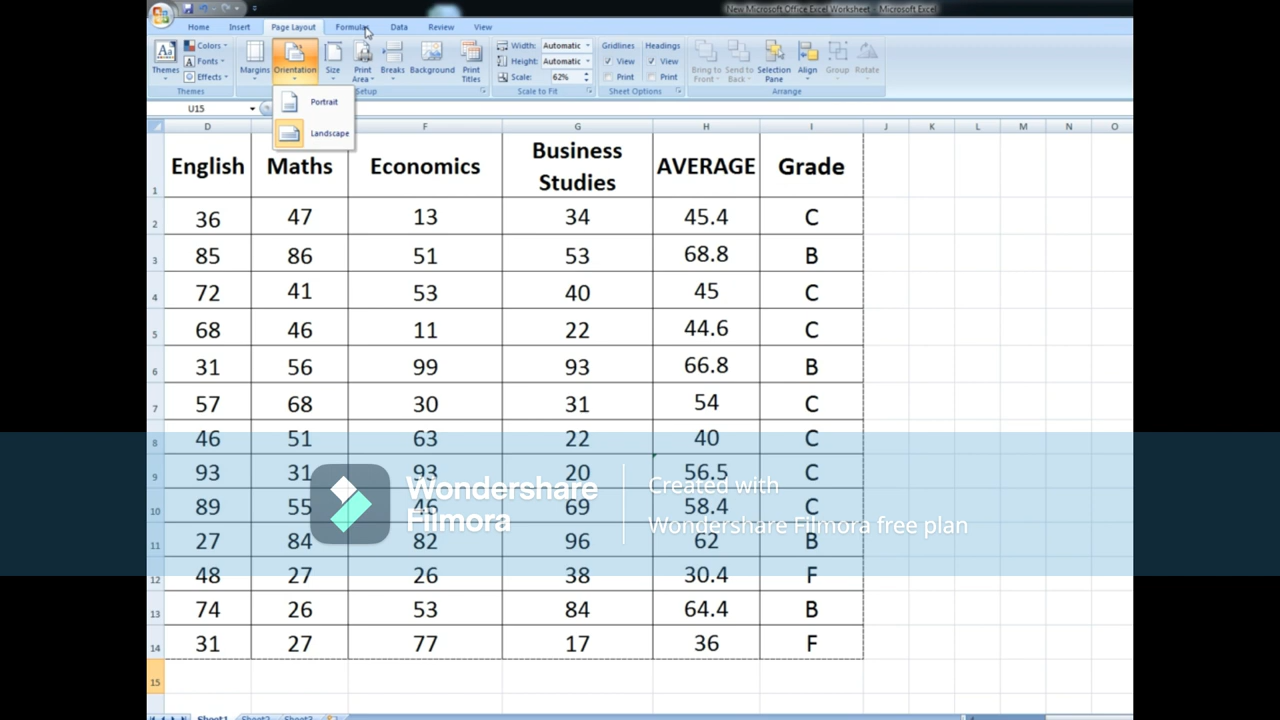 New Microsoft Office Excel Worksheet - Microsoft Excel
Home Insert Page Layout Formulas Data Review View
Themes Colors Fonts Effects Margins Orientation Size Print Area Breaks Background Print Titles Width: Automatic Height: Automatic Scale: 62% Gridlines View Print Headings View Print Bring to Front Send to Back Selection Pane Align Group Rotate
Themes Setup Scale to Fit Sheet Options Arrange
Portrait
Landscape
U15
D F G H I J K L M N O
1 English Maths Economics Business Studies AVERAGE Grade
2 36 47 13 34 45.4 C
3 85 86 51 53 68.8 B
4 72 41 53 40 45 C
5 68 46 11 22 44.6 C
6 31 56 99 93 66.8 B
7 57 68 30 31 54 C
8 46 51 63 22 40 C
9 93 31 93 20 56.5 C
10 89 55 46 69 58.4 C
11 27 84 82 96 62 B
12 48 27 26 38 30.4 F
13 74 26 53 84 64.4 B
14 31 27 77 17 36 F
15
Wondershare
Filmora
Created with
Wondershare Filmora free plan
Sheet1 Sheet2 Sheet3